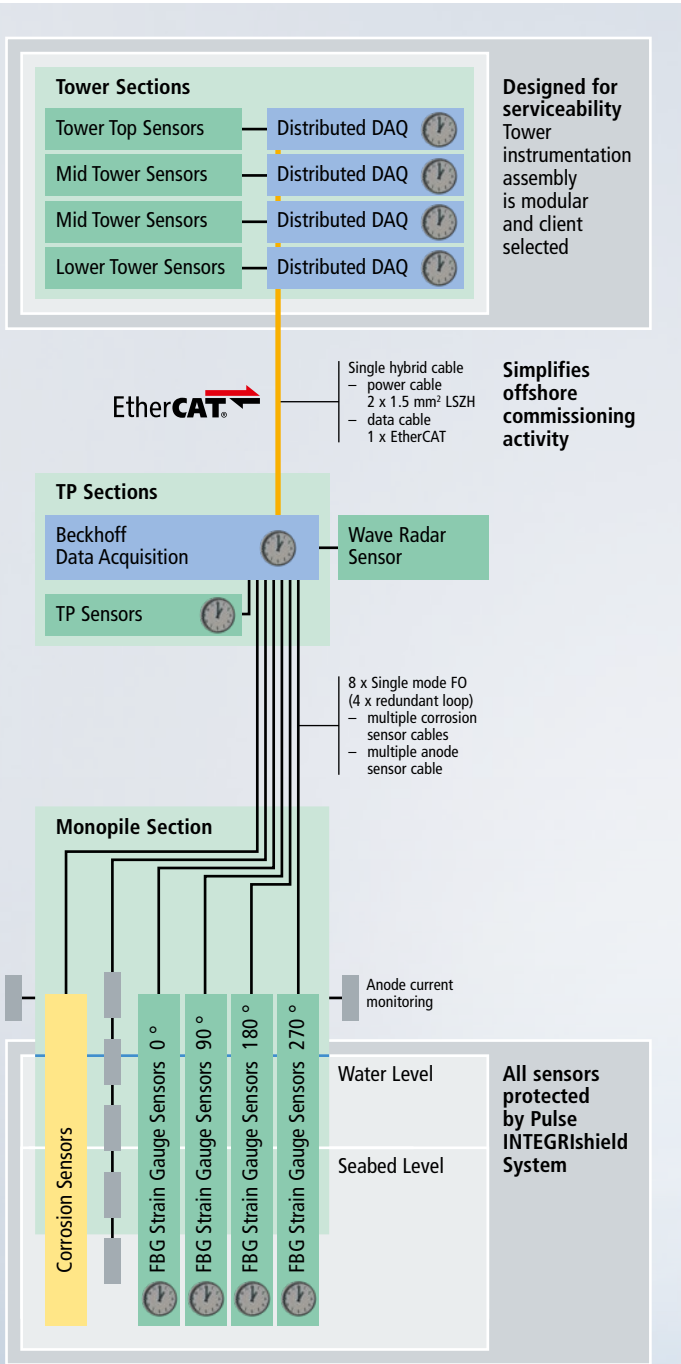 Tower Sections
Tower Top Sensors
Distributed DAQ
Mid Tower Sensors
Distributed DAQ
Mid Tower Sensors
Distributed DAQ
Lower Tower Sensors
Distributed DAQ
Designed for
serviceability
Tower
instrumentation
assembly
is modular
and client
selected
EtherCAT®
Single hybrid cable
– power cable
2 x 1.5 mm² LSZH
– data cable
1 x EtherCAT
Simplifies
offshore
commissioning
activity
TP Sections
Beckhoff
Data Acquisition
Wave Radar
Sensor
TP Sensors
8 x Single mode FO
(4 x redundant loop)
– multiple corrosion
sensor cables
– multiple anode
sensor cable
Monopile Section
Anode current
monitoring
Corrosion Sensors
FBG Strain Gauge Sensors 0 °
FBG Strain Gauge Sensors 90 °
FBG Strain Gauge Sensors 180 °
FBG Strain Gauge Sensors 270 °
Water Level
Seabed Level
All sensors
protected
by Pulse
INTEGRIshield
System